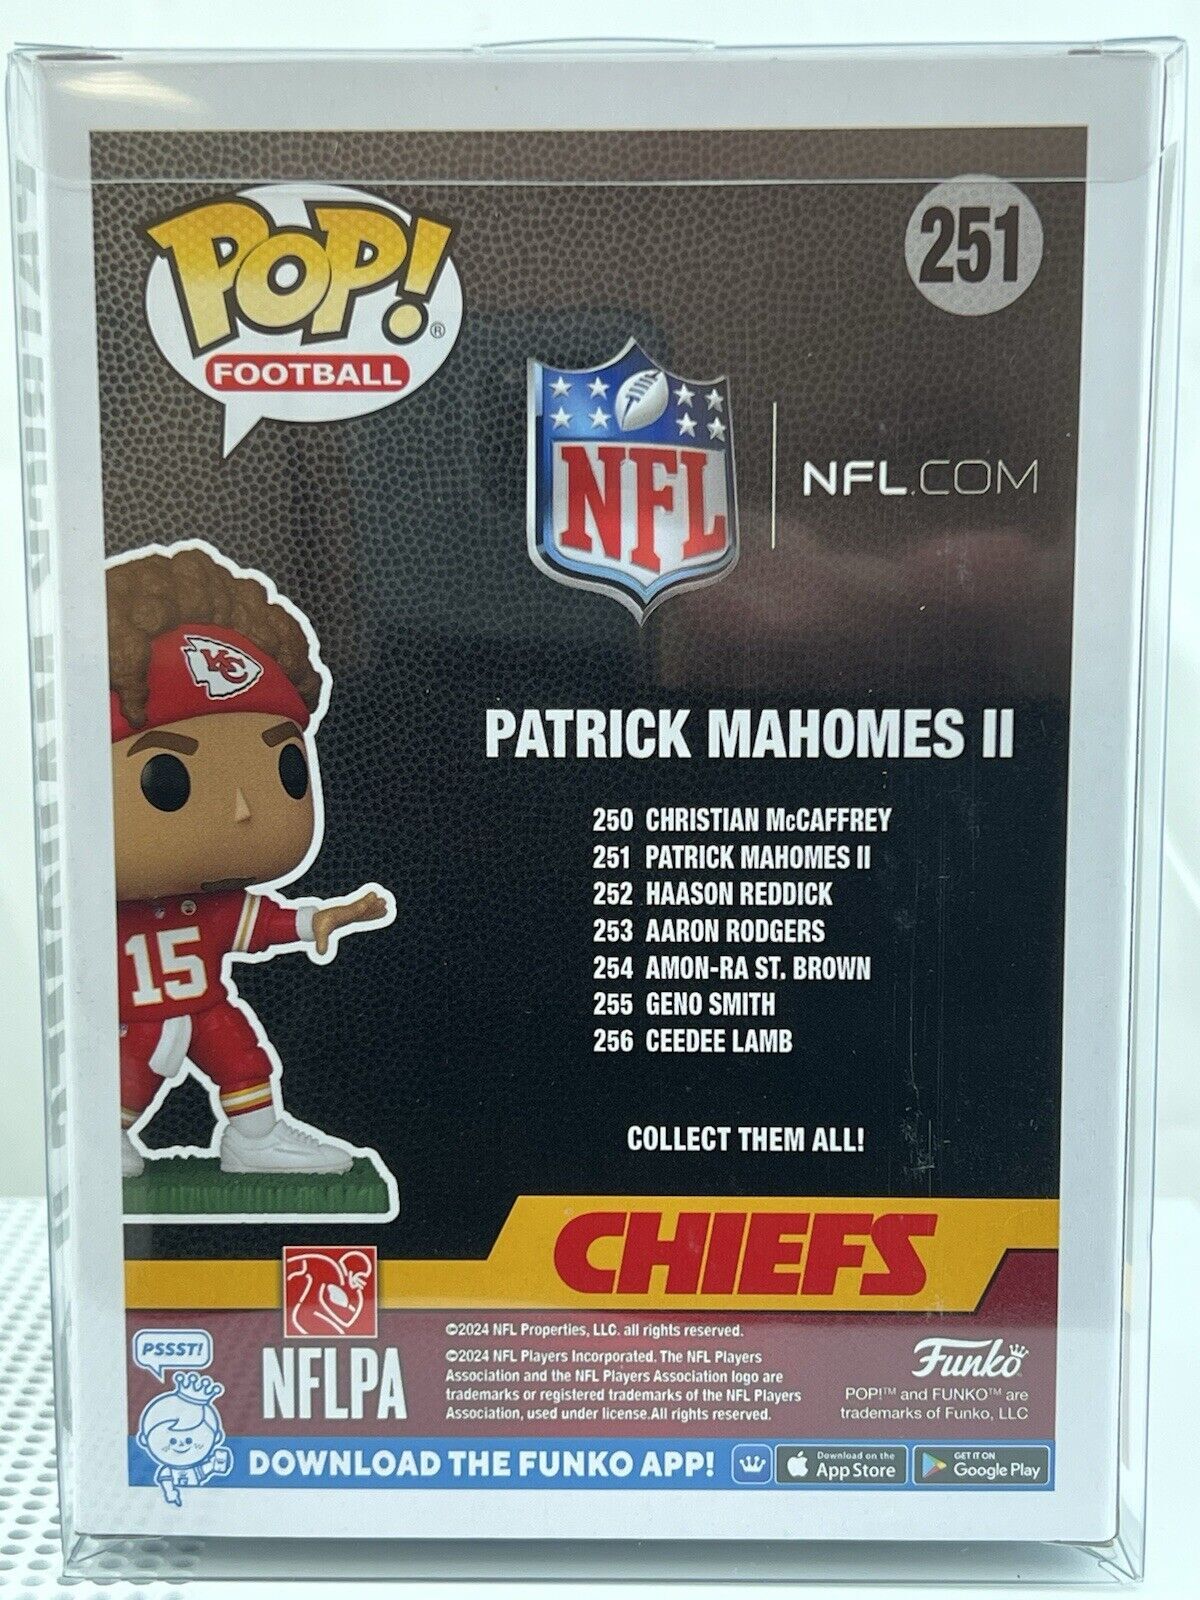 POP!®
FOOTBALL
251
NFL
NFL.COM
KC
15
PATRICK MAHOMES II
250 CHRISTIAN McCAFFREY
251 PATRICK MAHOMES II
252 HAASON REDDICK
253 AARON RODGERS
254 AMON-RA ST. BROWN
255 GENO SMITH
256 CEEDEE LAMB
COLLECT THEM ALL!
CHIEFS
NFLPA
©2024 NFL Properties, LLC. all rights reserved.
©2024 NFL Players Incorporated. The NFL Players
Association and the NFL Players Association logo are
trademarks or registered trademarks of the NFL Players
Association, used under license.All rights reserved.
Funko
POP!™ and FUNKO™ are
trademarks of Funko, LLC
PSSST!
DOWNLOAD THE FUNKO APP!
Download on the
App Store
GET IT ON
Google Play